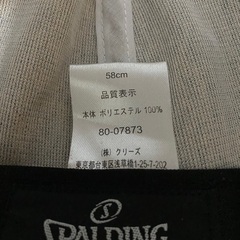 58cm
品質表示
本体 ポリエステル 100%
80-07873
(株) クリーズ
東京都台東区浅草橋1-25-7-202
S
SPALDING